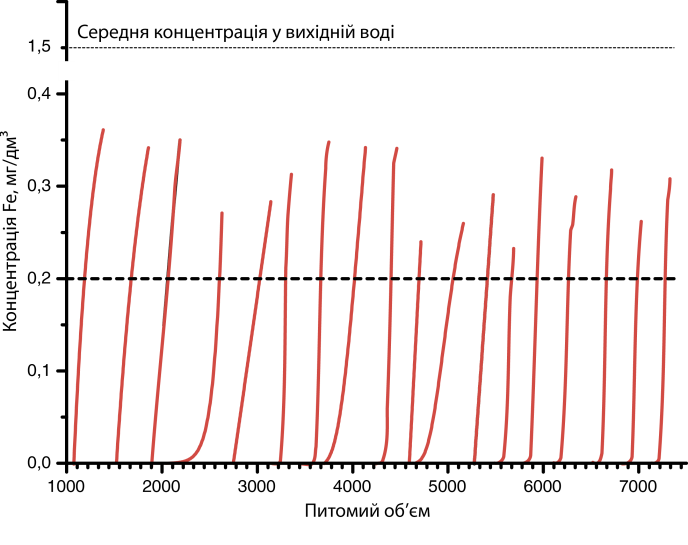 Середня концентрація у вихідній воді
1,5
0,4
0,3
0,2
0,1
0,0
Концентрація Fe, мг/дм³
1000 2000 3000 4000 5000 6000 7000
Питомий об’єм